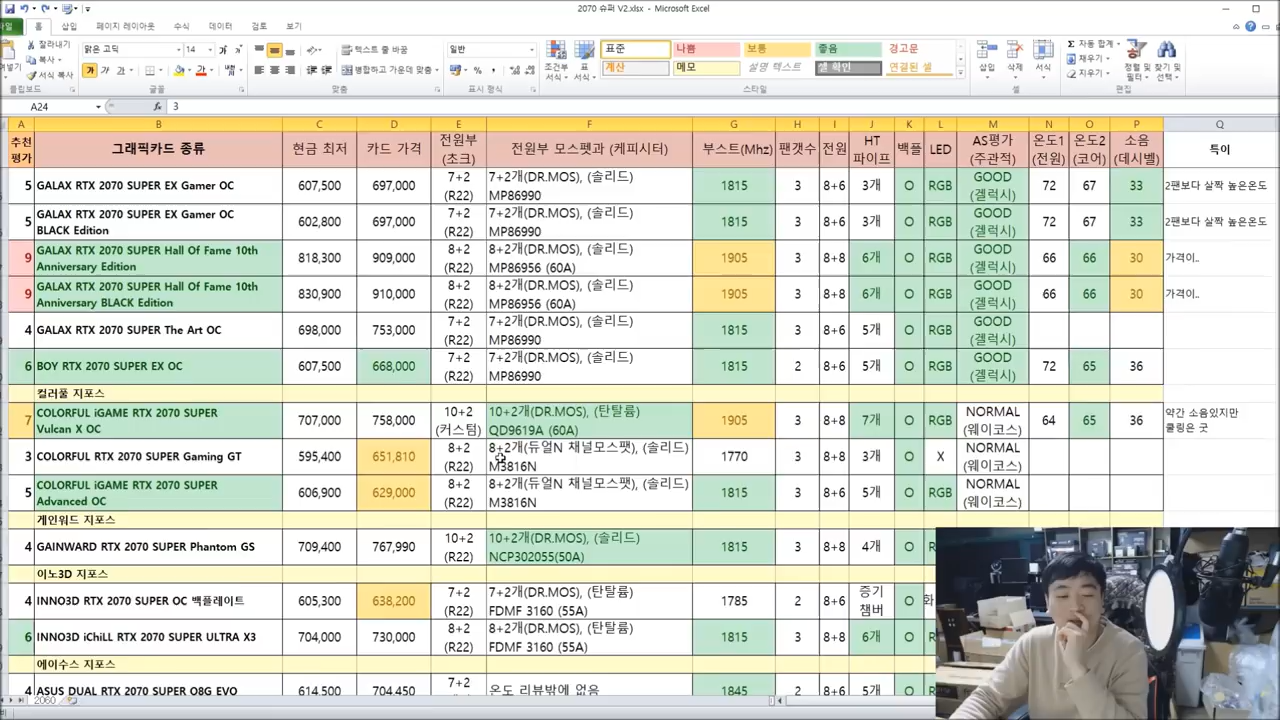 2070 슈퍼 V2.xlsx - Microsoft Excel
파일 홈 삽입 페이지 레이아웃 수식 데이터 검토 보기
잘라내기 맑은 고딕 14 텍스트 줄 바꿈 일반 표준 나쁨 보통 좋음 경고문 자동 합계
복사 채우기
서식 복사 가 가 가 병합하고 가운데 맞춤 조건부 서식 표 서식 계산 메모 설명 텍스트 셀 확인 연결된 셀 삽입 삭제 서식 지우기 정렬 및 필터 찾기 및 선택
클립보드 글꼴 맞춤 표시 형식 스타일 셀 편집
A24 fx 3
A B C D E F G H I J K L M N O P Q
추천 평가 그래픽카드 종류 현금 최저 카드 가격 전원부 (초크) 전원부 모스펫과 (케피시터) 부스트(Mhz) 팬갯수 전원 HT 파이프 백플 LED AS평가 (주관적) 온도1 (전원) 온도2 (코어) 소음 (데시벨) 특이
5 GALAX RTX 2070 SUPER EX Gamer OC 607,500 697,000 7+2 (R22) 7+2개(DR.MOS), (솔리드) MP86990 1815 3 8+6 3개 O RGB GOOD (겔럭시) 72 67 33 2팬보다 살짝 높은온도
5 GALAX RTX 2070 SUPER EX Gamer OC BLACK Edition 602,800 697,000 7+2 (R22) 7+2개(DR.MOS), (솔리드) MP86990 1815 3 8+6 3개 O RGB GOOD (겔럭시) 72 67 33 2팬보다 살짝 높은온도
9 GALAX RTX 2070 SUPER Hall Of Fame 10th Anniversary Edition 818,300 909,000 8+2 (R22) 8+2개(DR.MOS), (솔리드) MP86956 (60A) 1905 3 8+8 6개 O RGB GOOD (겔럭시) 66 66 30 가격이..
9 GALAX RTX 2070 SUPER Hall Of Fame 10th Anniversary BLACK Edition 830,900 910,000 8+2 (R22) 8+2개(DR.MOS), (솔리드) MP86956 (60A) 1905 3 8+8 6개 O RGB GOOD (겔럭시) 66 66 30 가격이..
4 GALAX RTX 2070 SUPER The Art OC 698,000 753,000 7+2 (R22) 7+2개(DR.MOS), (솔리드) MP86990 1815 3 8+6 5개 O RGB GOOD (겔럭시)
6 BOY RTX 2070 SUPER EX OC 607,500 668,000 7+2 (R22) 7+2개(DR.MOS), (솔리드) MP86990 1815 2 8+6 5개 O RGB GOOD (겔럭시) 72 65 36
컬러풀 지포스
7 COLORFUL iGAME RTX 2070 SUPER Vulcan X OC 707,000 758,000 10+2 (커스텀) 10+2개(DR.MOS), (탄탈륨) QD9619A (60A) 1905 3 8+8 7개 O RGB NORMAL (웨이코스) 64 65 36 약간 소음있지만 쿨링은 굿
3 COLORFUL RTX 2070 SUPER Gaming GT 599,400 651,810 8+2 (R22) 8+2개(듀얼N 채널모스팻), (솔리드) M3816N 1770 3 8+8 3개 O X NORMAL (웨이코스)
5 COLORFUL iGAME RTX 2070 SUPER Advanced OC 606,900 629,000 8+2 (R22) 8+2개(듀얼N 채널모스팻), (솔리드) M3816N 1815 3 8+6 5개 O RGB NORMAL (웨이코스)
게인워드 지포스
4 GAINWARD RTX 2070 SUPER Phantom GS 709,400 767,990 10+2 (R22) 10+2개(DR.MOS), (솔리드) NCP302055(50A) 1815 3 8+8 4개 O
이노3D 지포스
4 INNO3D RTX 2070 SUPER OC 백플레이트 605,300 638,200 7+2 (R22) 7+2개(DR.MOS), (탄탈륨) FDMF 3160 (55A) 1785 2 8+6 증기 챔버 O
6 INNO3D iChiLL RTX 2070 SUPER ULTRA X3 704,000 730,000 8+2 (R22) 8+2개(DR.MOS), (탄탈륨) FDMF 3160 (55A) 1815 3 8+8 6개 O
에이수스 지포스
4 ASUS DUAL RTX 2070 SUPER O8G EVO 614,500 704,450 7+2 온도 리뷰밖에 없음 1845 2 8+6 5개 O
2060